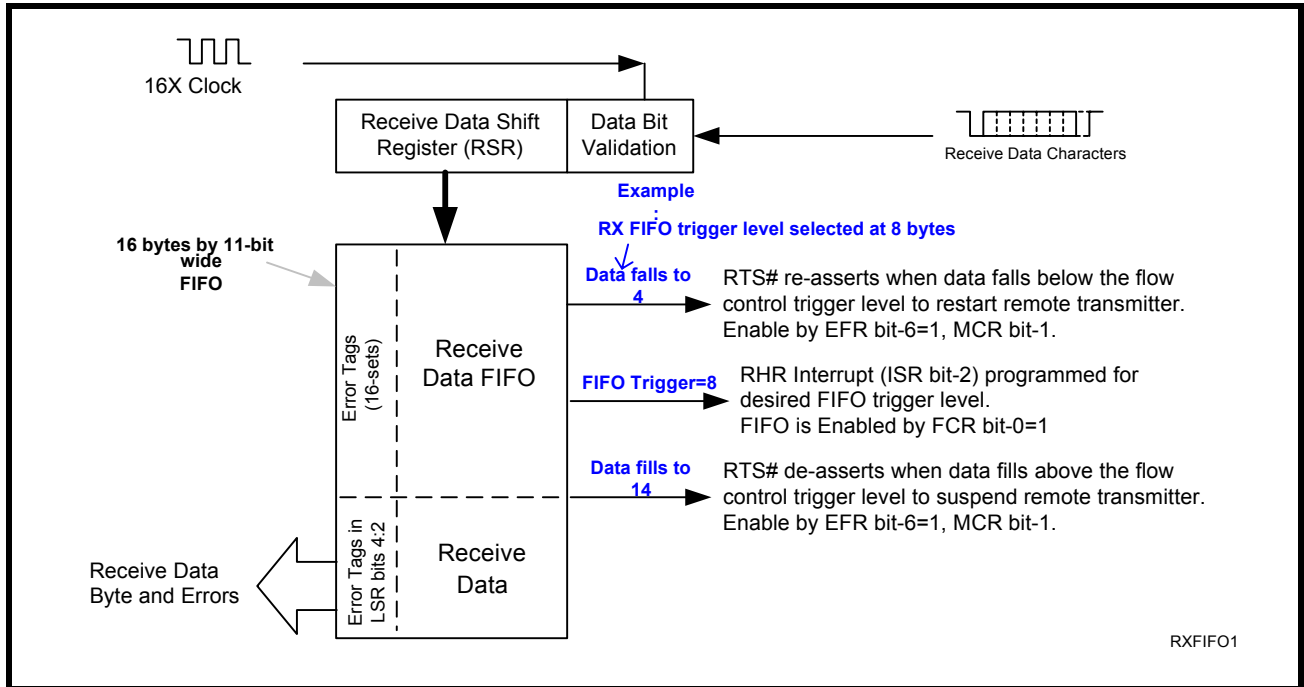 16X Clock
Receive Data Shift
Register (RSR)
Data Bit
Validation
Receive Data Characters
Example
:
RX FIFO trigger level selected at 8 bytes
16 bytes by 11-bit
wide
FIFO
Error Tags
(16-sets)
Receive
Data FIFO
Data falls to
4
RTS# re-asserts when data falls below the flow
control trigger level to restart remote transmitter.
Enable by EFR bit-6=1, MCR bit-1.
FIFO Trigger=8
RHR Interrupt (ISR bit-2) programmed for
desired FIFO trigger level.
FIFO is Enabled by FCR bit-0=1
Data fills to
14
RTS# de-asserts when data fills above the flow
control trigger level to suspend remote transmitter.
Enable by EFR bit-6=1, MCR bit-1.
Error Tags in
LSR bits 4:2
Receive
Data
Receive Data
Byte and Errors
RXFIFO1